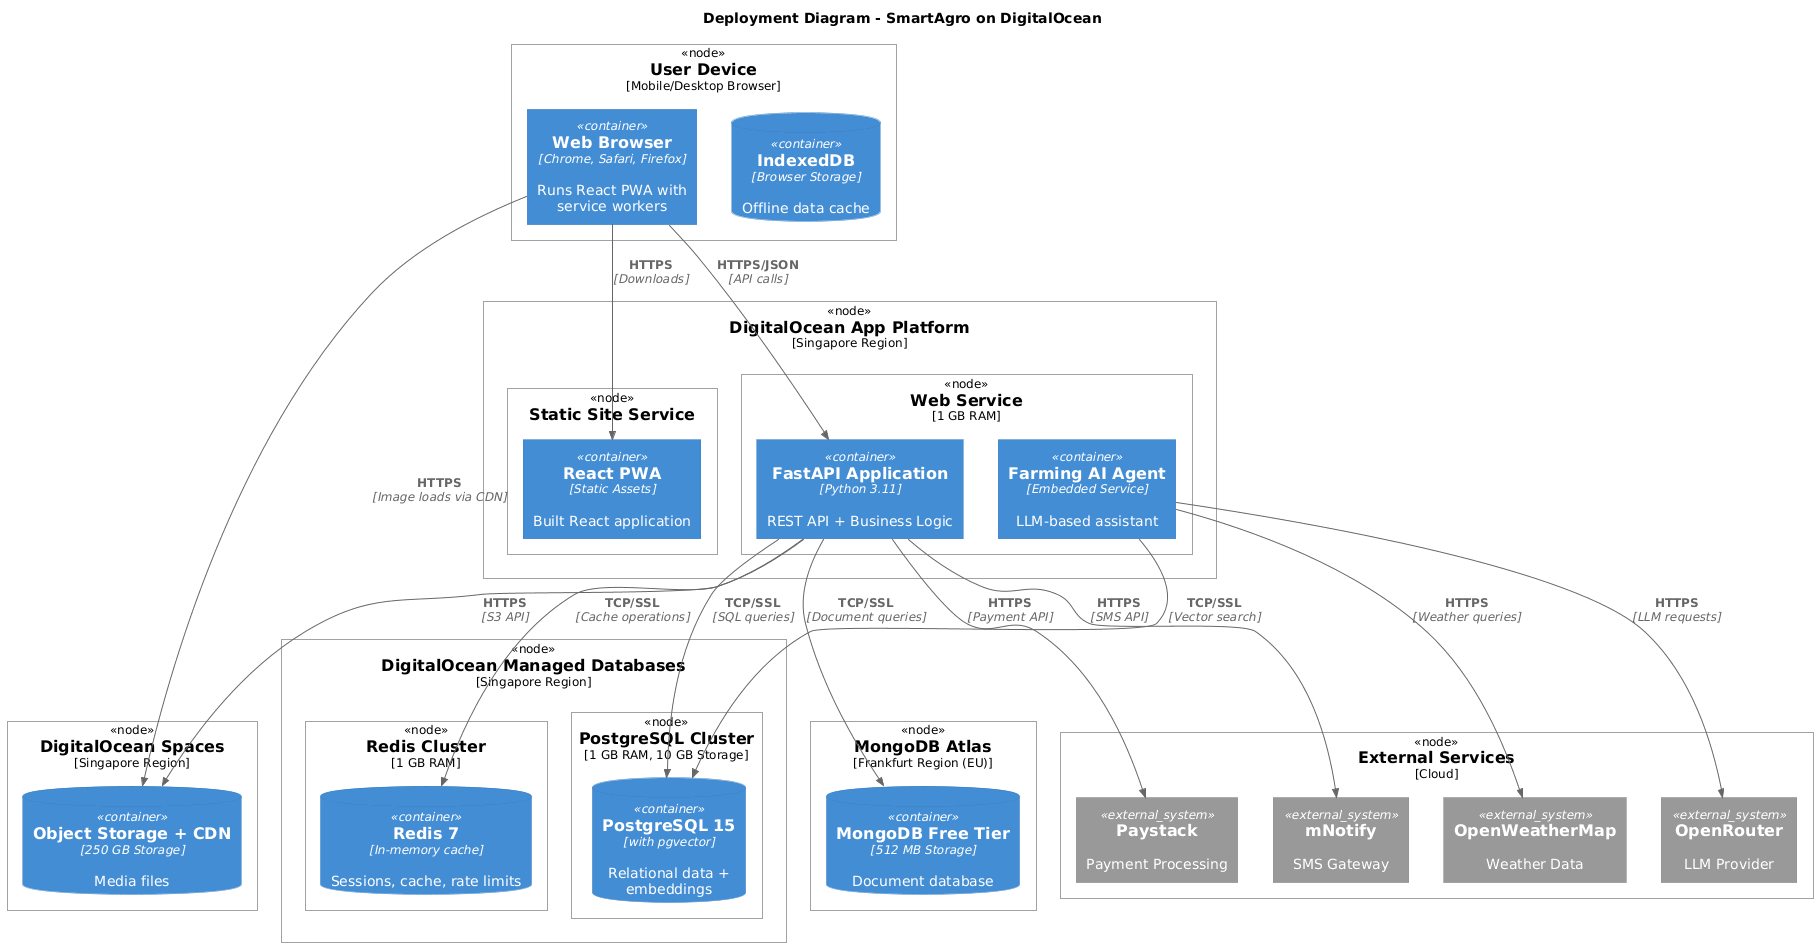 Deployment Diagram - SmartAgro on DigitalOcean
«node»
User Device
[Mobile/Desktop Browser]
«container»
Web Browser
[Chrome, Safari, Firefox]
Runs React PWA with
service workers
«container»
IndexedDB
[Browser Storage]
Offline data cache
HTTPS
[Downloads]
HTTPS/JSON
[API calls]
«node»
DigitalOcean App Platform
[Singapore Region]
«node»
Static Site Service
«container»
React PWA
[Static Assets]
Built React application
«node»
Web Service
[1 GB RAM]
«container»
FastAPI Application
[Python 3.11]
REST API + Business Logic
«container»
Farming AI Agent
[Embedded Service]
LLM-based assistant
HTTPS
[Image loads via CDN]
HTTPS
[S3 API]
TCP/SSL
[Cache operations]
TCP/SSL
[SQL queries]
TCP/SSL
[Document queries]
HTTPS
[Payment API]
HTTPS
[SMS API]
TCP/SSL
[Vector search]
HTTPS
[Weather queries]
HTTPS
[LLM requests]
«node»
DigitalOcean Spaces
[Singapore Region]
«container»
Object Storage + CDN
[250 GB Storage]
Media files
«node»
DigitalOcean Managed Databases
[Singapore Region]
«node»
Redis Cluster
[1 GB RAM]
«container»
Redis 7
[In-memory cache]
Sessions, cache, rate limits
«node»
PostgreSQL Cluster
[1 GB RAM, 10 GB Storage]
«container»
PostgreSQL 15
[with pgvector]
Relational data +
embeddings
«node»
MongoDB Atlas
[Frankfurt Region (EU)]
«container»
MongoDB Free Tier
[512 MB Storage]
Document database
«node»
External Services
[Cloud]
«external_system»
Paystack
Payment Processing
«external_system»
mNotify
SMS Gateway
«external_system»
OpenWeatherMap
Weather Data
«external_system»
OpenRouter
LLM Provider